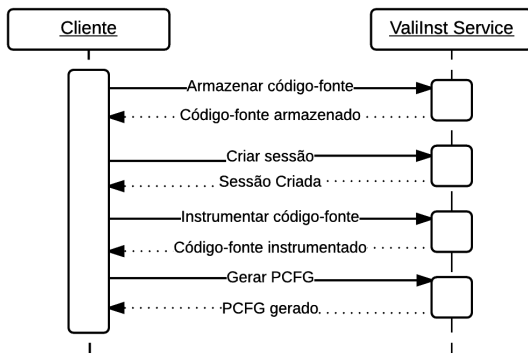 Cliente
ValiInst Service
Armazenar código-fonte
Código-fonte armazenado
Criar sessão
Sessão Criada
Instrumentar código-fonte
Código-fonte instrumentado
Gerar PCFG
PCFG gerado